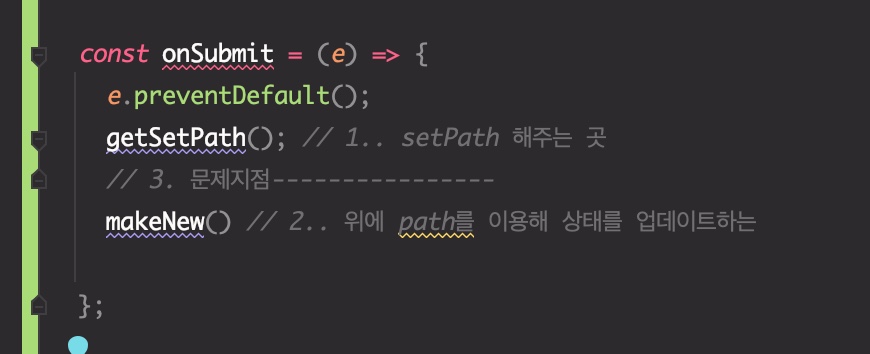 const onSubmit = (e) => {
e.preventDefault();
getSetPath(); // 1.. setPath 해주는 곳
// 3. 문제지점----------------
makeNew() // 2.. 위에 path를 이용해 상태를 업데이트하는
};